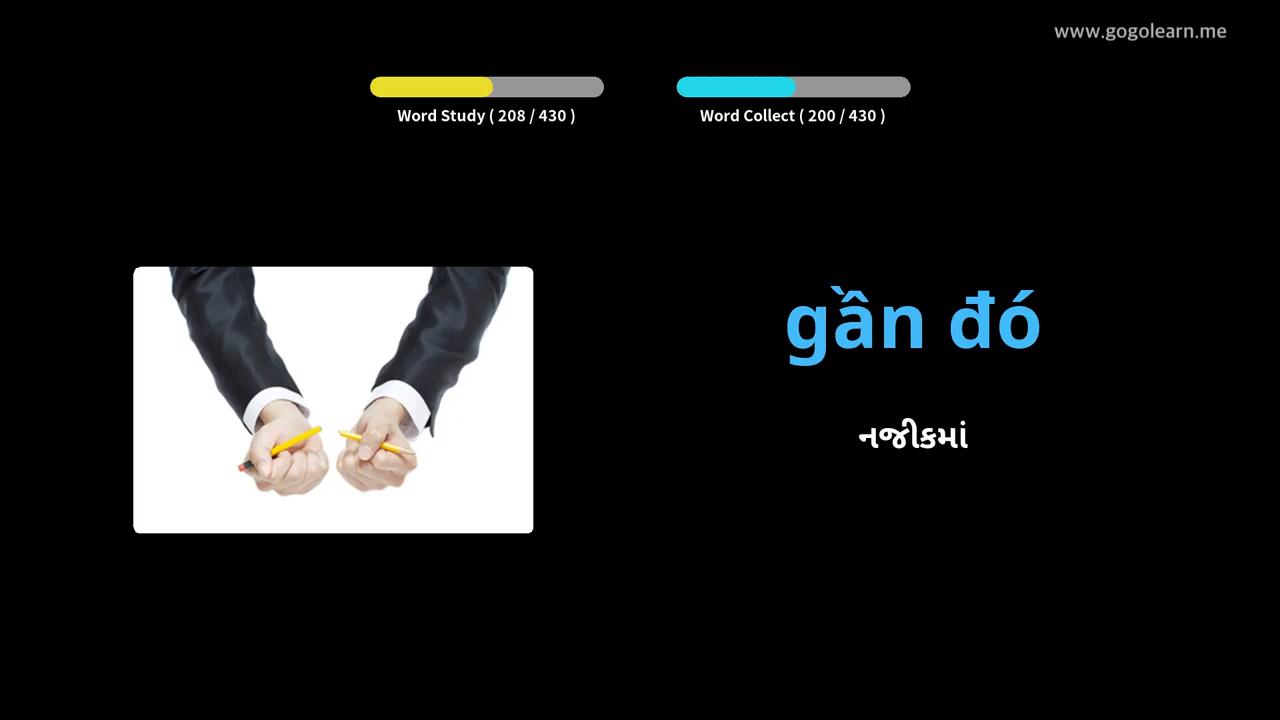 www.gogolearn.me
Word Study ( 208 / 430 )
Word Collect ( 200 / 430 )
gần đó
નજીકમાં